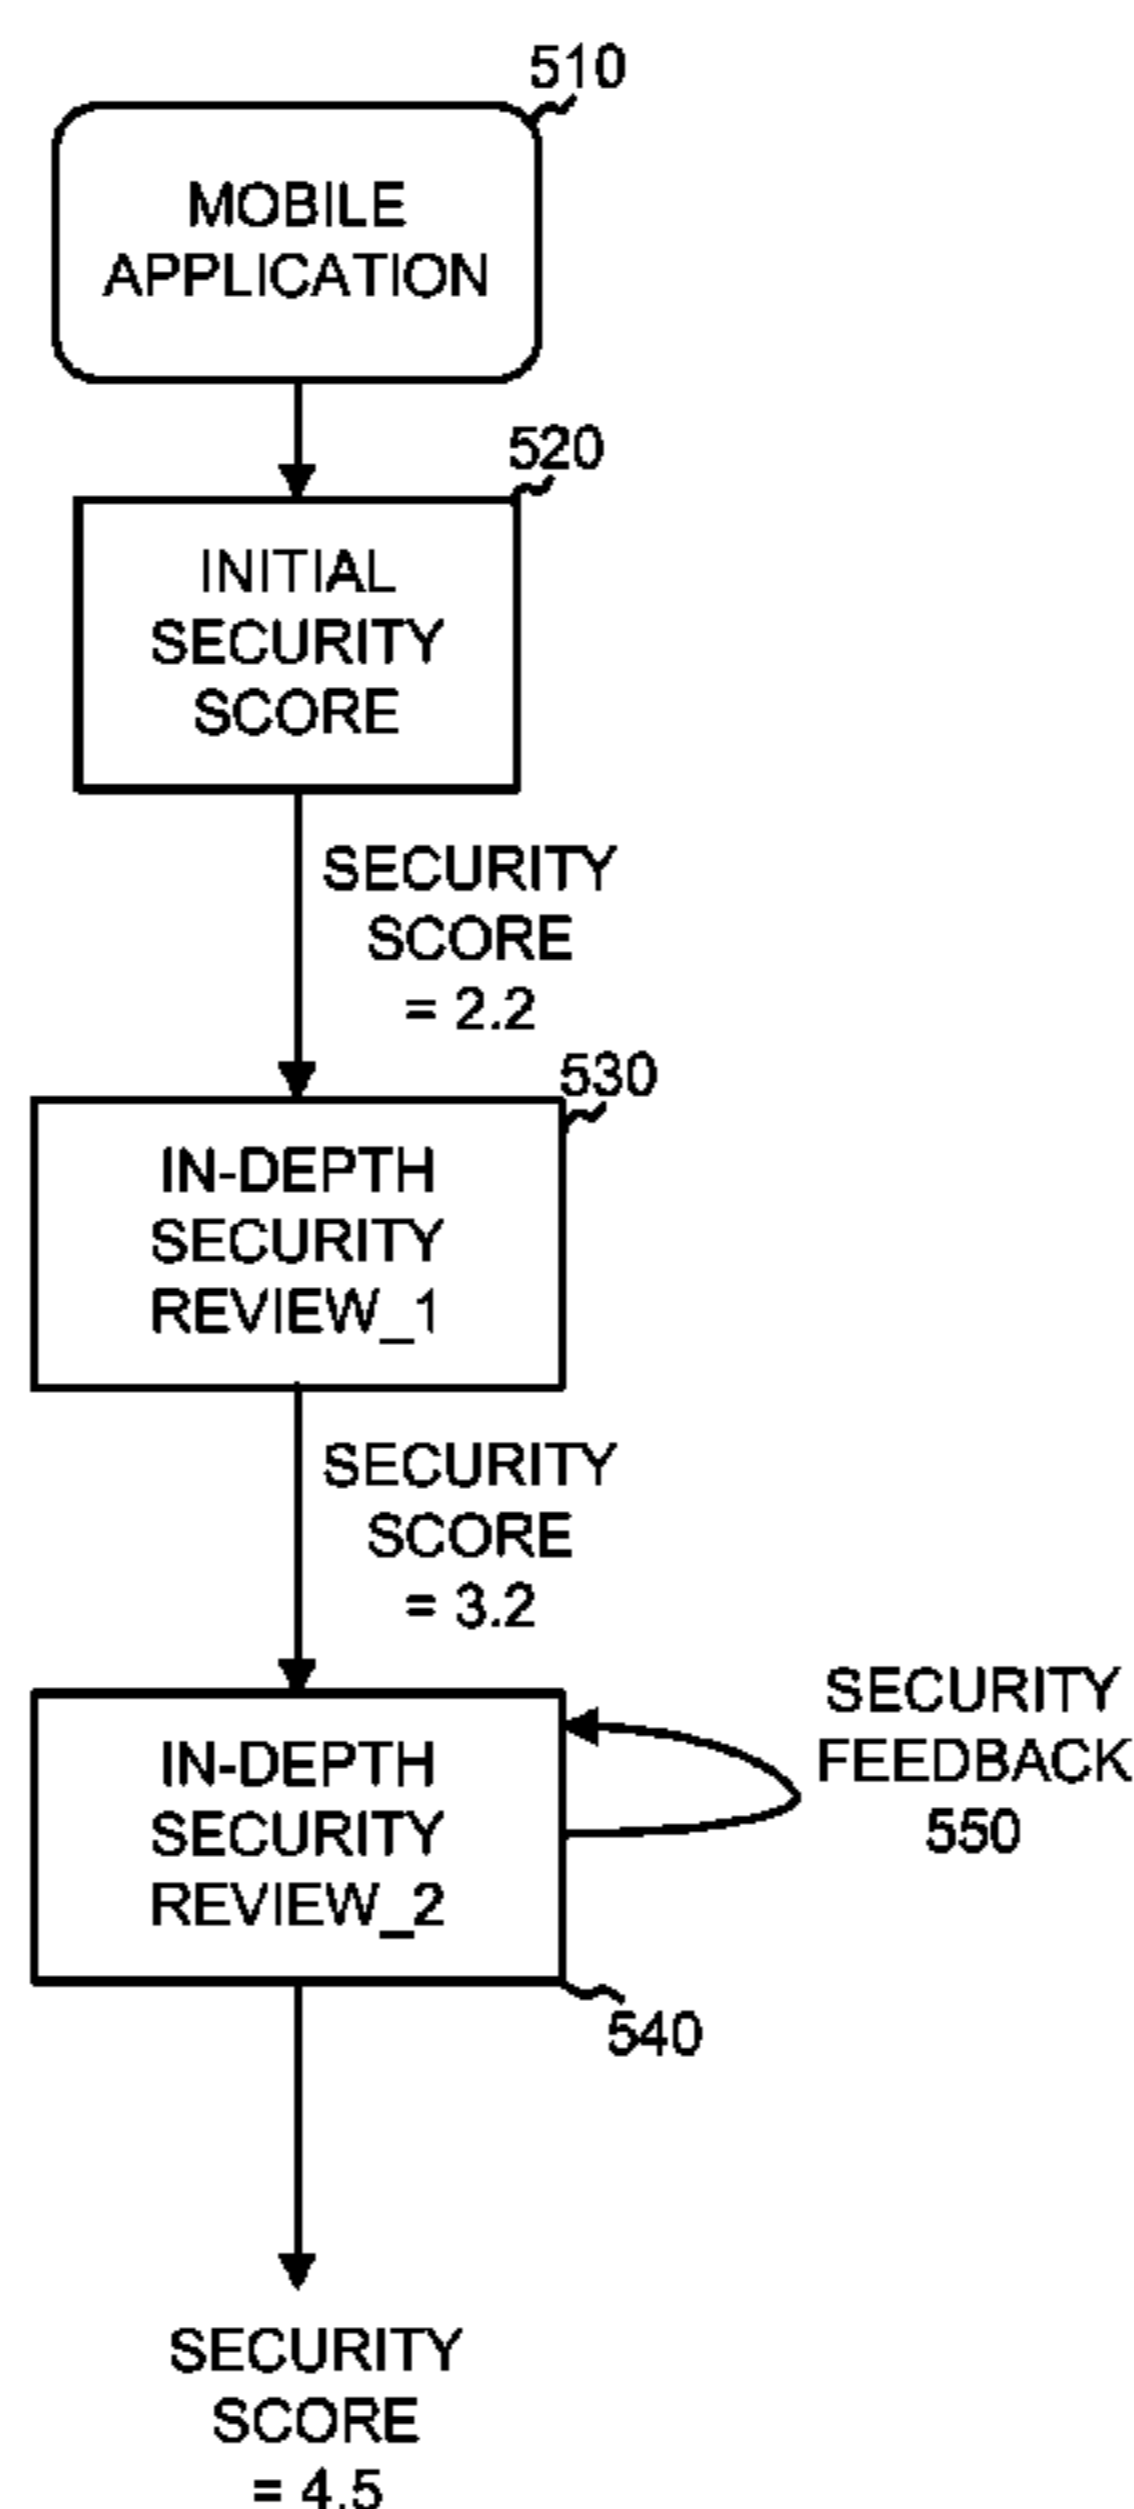 510
MOBILE
APPLICATION
520
INITIAL
SECURITY
SCORE
SECURITY
SCORE
= 2.2
530
IN-DEPTH
SECURITY
REVIEW_1
SECURITY
SCORE
= 3.2
SECURITY
FEEDBACK
550
IN-DEPTH
SECURITY
REVIEW_2
540
SECURITY
SCORE
= 4.5